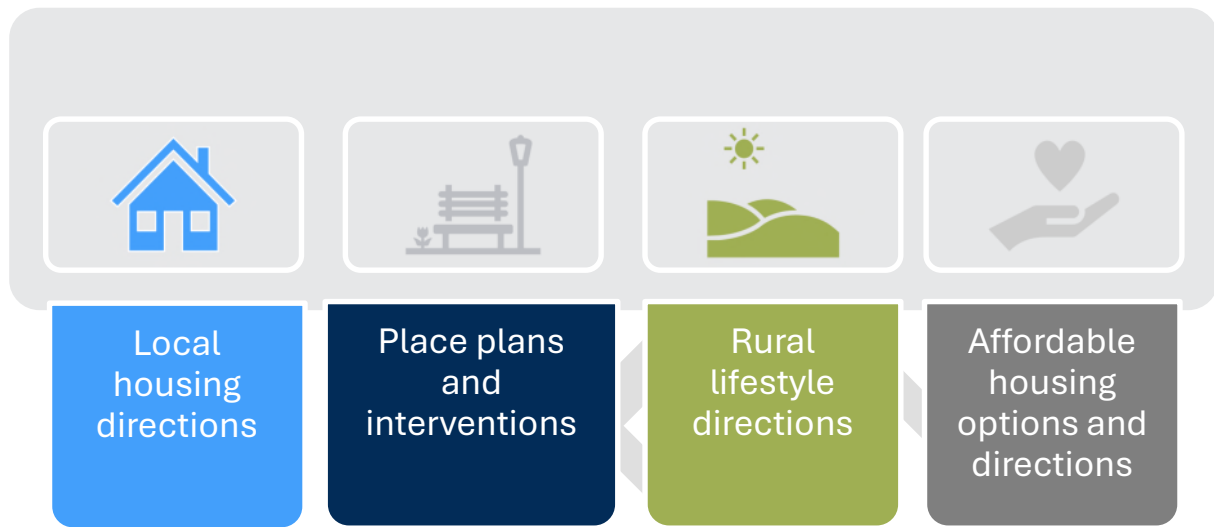 Local
housing
directions
Place plans
and
interventions
Rural
lifestyle
directions
Affordable
housing
options and
directions